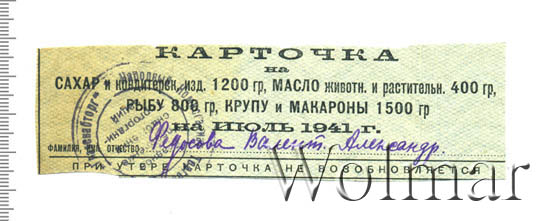 КАРТОЧКА
на
САХАР и кондитерск. изд. 1200 гр, МАСЛО животн. и растительн. 400 гр,
РЫБУ 800 гр, КРУПУ и МАКАРОНЫ 1500 гр
на ИЮЛЬ 1941 г.
ФАМИЛИЯ, ИМЯ, ОТЧЕСТВО Федосова Валент. Александр.
ПРИ УТЕРЕ КАРТОЧКА НЕ ВОЗОБНОВЛЯЕТСЯ
Wolmar